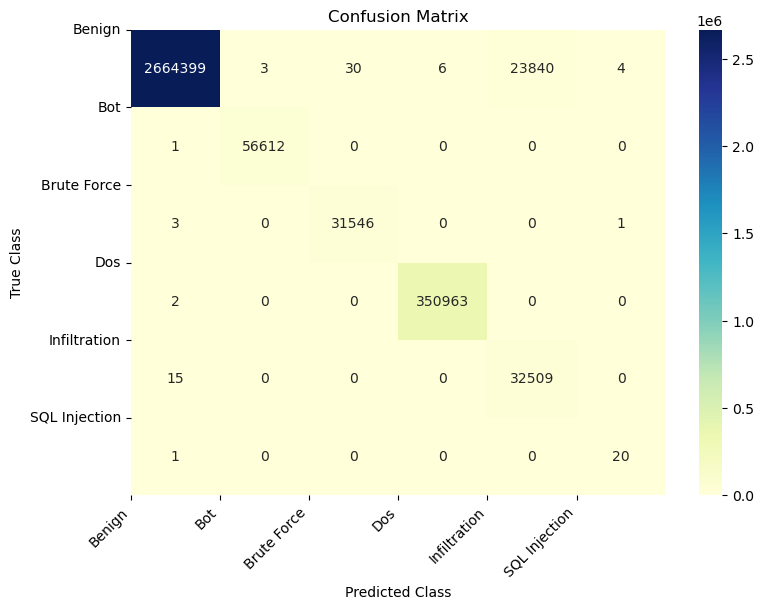 Confusion Matrix
1e6
Benign
2664399 3 30 6 23840 4
2.5
Bot
1 56612 0 0 0 0
2.0
Brute Force
3 0 31546 0 0 1
1.5
True Class
Dos
2 0 0 350963 0 0
1.0
Infiltration
15 0 0 0 32509 0
0.5
SQL Injection
1 0 0 0 0 20
0.0
Benign Bot Brute Force Dos Infiltration SQL Injection
Predicted Class